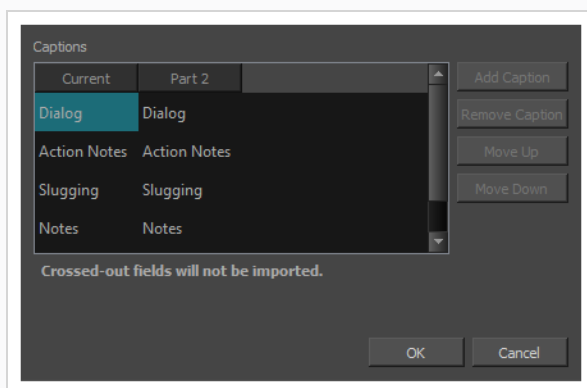 Captions
Current Part 2 Add Caption
Dialog Dialog Remove Caption
Action Notes Action Notes Move Up
Slugging Slugging Move Down
Notes Notes
Crossed-out fields will not be imported.
OK Cancel